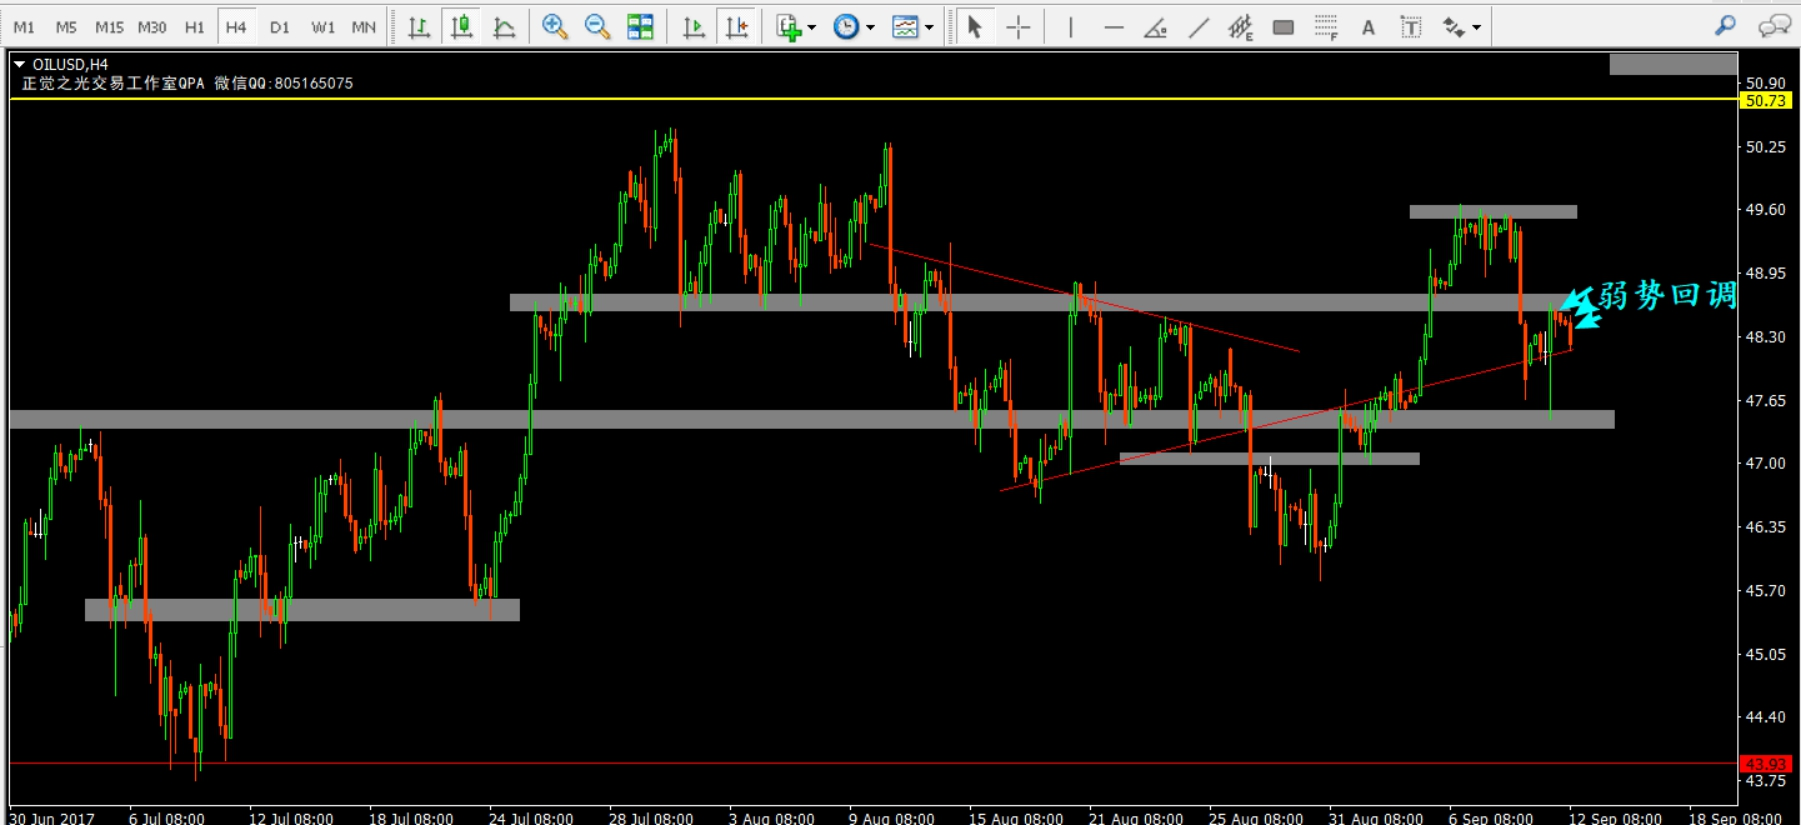 M1 M5 M15 M30 H1 H4 D1 W1 MN E F A T
OILUSD,H4
正觉之光交易工作室QPA 微信QQ:805165075
50.90
50.73
50.25
49.60
48.95
弱势回调
48.30
47.65
47.00
46.35
45.70
45.05
44.40
43.93
43.75
30 Jun 2017 6 Jul 08:00 12 Jul 08:00 18 Jul 08:00 24 Jul 08:00 28 Jul 08:00 3 Aug 08:00 9 Aug 08:00 15 Aug 08:00 21 Aug 08:00 25 Aug 08:00 31 Aug 08:00 6 Sep 08:00 12 Sep 08:00 18 Sep 08:00